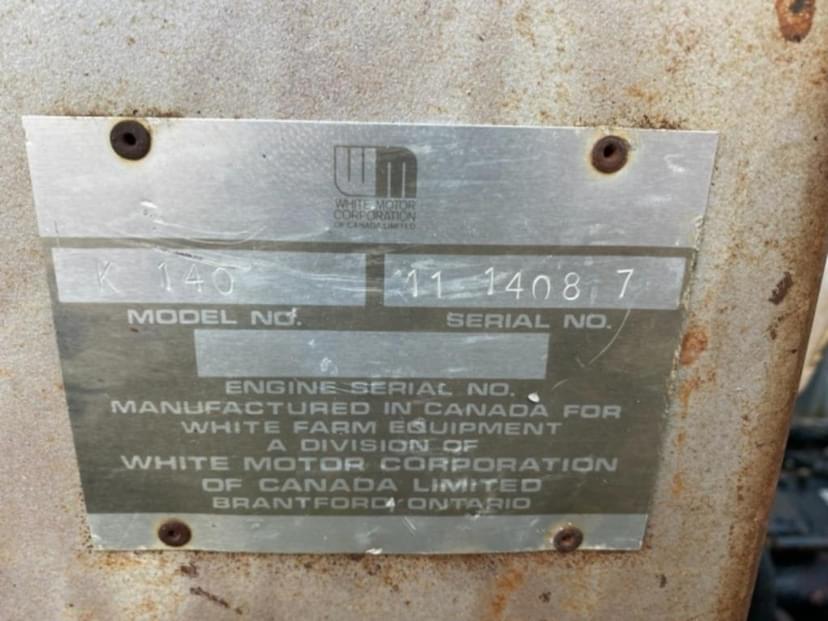 WM
WHITE MOTOR
CORPORATION
OF CANADA LIMITED
K 140 11 1408 7
MODEL NO. SERIAL NO.
ENGINE SERIAL NO.
MANUFACTURED IN CANADA FOR
WHITE FARM EQUIPMENT
A DIVISION OF
WHITE MOTOR CORPORATION
OF CANADA LIMITED
BRANTFORD ONTARIO